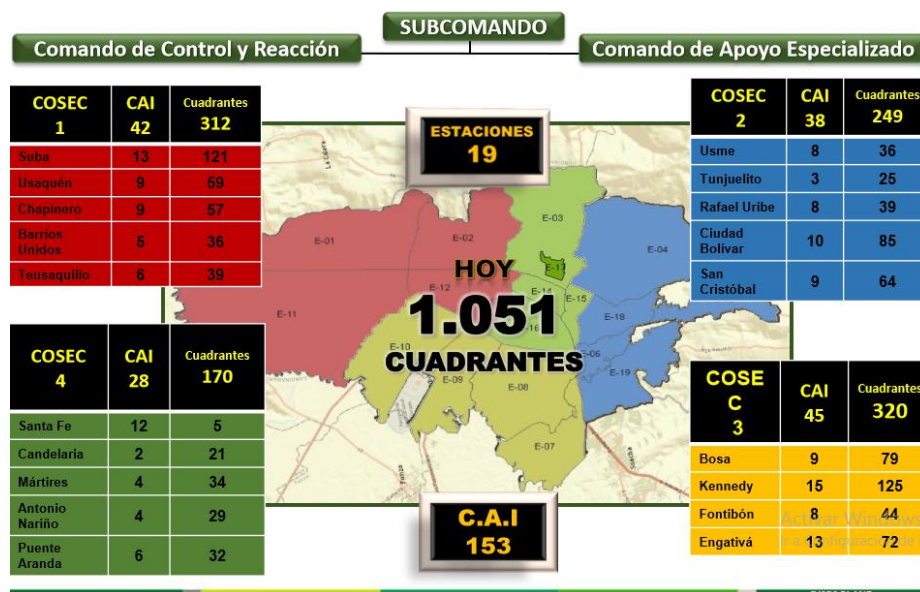 SUBCOMANDO
Comando de Control y Reacción
Comando de Apoyo Especializado
COSEC 1 CAI 42 Cuadrantes 312
Suba 13 121
Usaquén 9 59
Chapinero 9 57
Barrios Unidos 5 36
Teusaquillo 6 39
ESTACIONES
19
COSEC 2 CAI 38 Cuadrantes 249
Usme 8 36
Tunjuelito 3 25
Rafael Uribe 8 39
Ciudad Bolivar 10 85
San Cristóbal 9 64
E-01
E-02
E-03
E-04
E-17
E-12
E-14
E-15
E-11
E-16
E-18
E-10
E-06
E-19
E-09
E-08
E-07
HOY
1.051
CUADRANTES
COSEC 4 CAI 28 Cuadrantes 170
Santa Fe 12 5
Candelaria 2 21
Mártires 4 34
Antonio Nariño 4 29
Puente Aranda 6 32
COSE
C
3 CAI 45 Cuadrantes 320
Bosa 9 79
Kennedy 15 125
Fontibón 8 44
Engativá 13 72
C.A.I
153
Funza
Soacha
Activar Windows